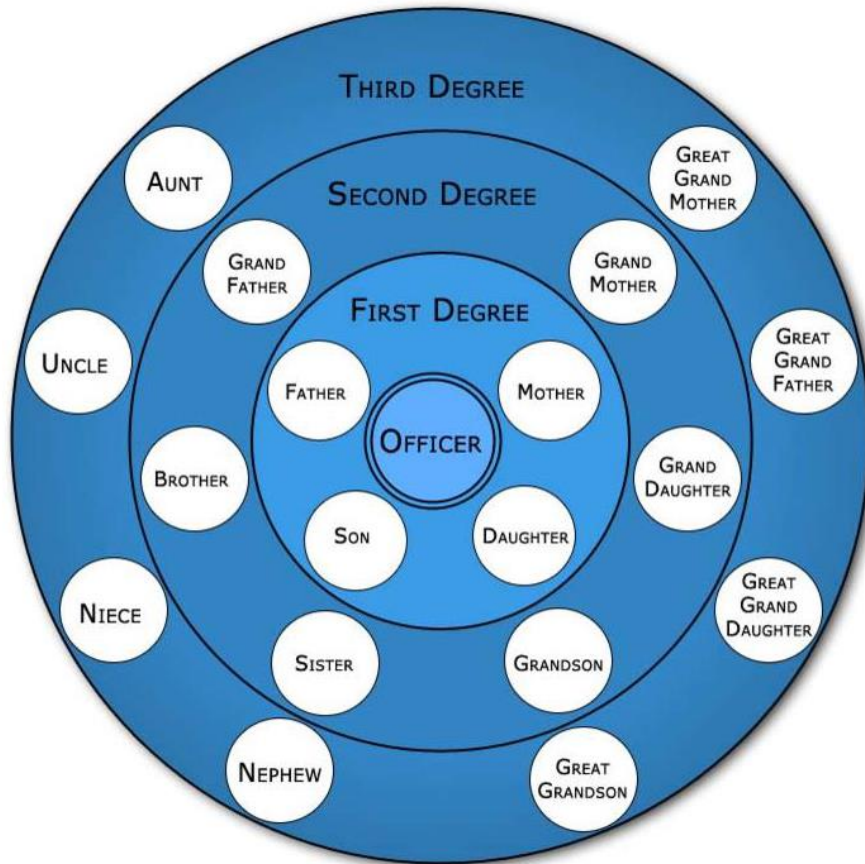 THIRD DEGREE
AUNT
GREAT
GRAND
MOTHER
SECOND DEGREE
GRAND
FATHER
GRAND
MOTHER
FIRST DEGREE
UNCLE
GREAT
GRAND
FATHER
FATHER
MOTHER
OFFICER
BROTHER
GRAND
DAUGHTER
SON
DAUGHTER
NIECE
GREAT
GRAND
DAUGHTER
SISTER
GRANDSON
NEPHEW
GREAT
GRANDSON